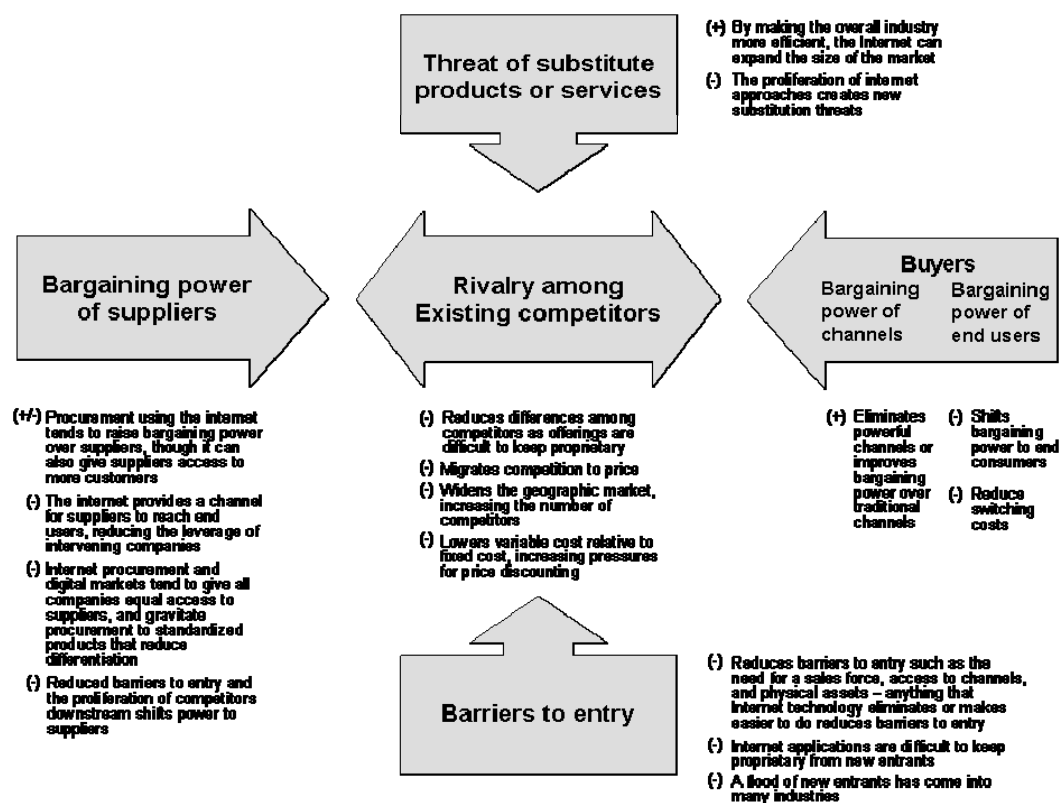 Threat of substitute
products or services
(+) By making the overall industry
more efficient, the Internet can
expand the size of the market
(-) The proliferation of internet
approaches creates new
substitution threats
Bargaining power
of suppliers
Rivalry among
Existing competitors
Buyers
Bargaining
power of
channels
Bargaining
power of
end users
(+/-) Procurement using the internet
tends to raise bargaining power
over suppliers, though it can
also give suppliers access to
more customers
(-) The internet provides a channel
for suppliers to reach end
users, reducing the leverage of
intervening companies
(-) Internet procurement and
digital markets tend to give all
companies equal access to
suppliers, and gravitate
procurement to standardized
products that reduce
differentiation
(-) Reduced barriers to entry and
the proliferation of competitors
downstream shifts power to
suppliers
(-) Reduces differences among
competitors as offerings are
difficult to keep proprietary
(-) Migrates competition to price
(-) Widens the geographic market,
increasing the number of
competitors
(-) Lowers variable cost relative to
fixed cost, increasing pressures
for price discounting
(+) Eliminates
powerful
channels or
improves
bargaining
power over
traditional
channels
(-) Shifts
bargaining
power to end
consumers
(-) Reduce
switching
costs
Barriers to entry
(-) Reduces barriers to entry such as the
need for a sales force, access to channels,
and physical assets – anything that
Internet technology eliminates or makes
easier to do reduces barriers to entry
(-) Internet applications are difficult to keep
proprietary from new entrants
(-) A flood of new entrants has come into
many industries